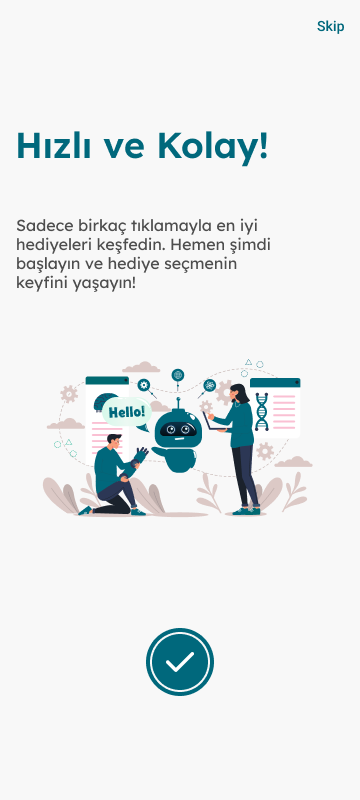 Skip
Hızlı ve Kolay!
Sadece birkaç tıklamayla en iyi
hediyeleri keşfedin. Hemen şimdi
başlayın ve hediye seçmenin
keyfini yaşayın!
Hello!